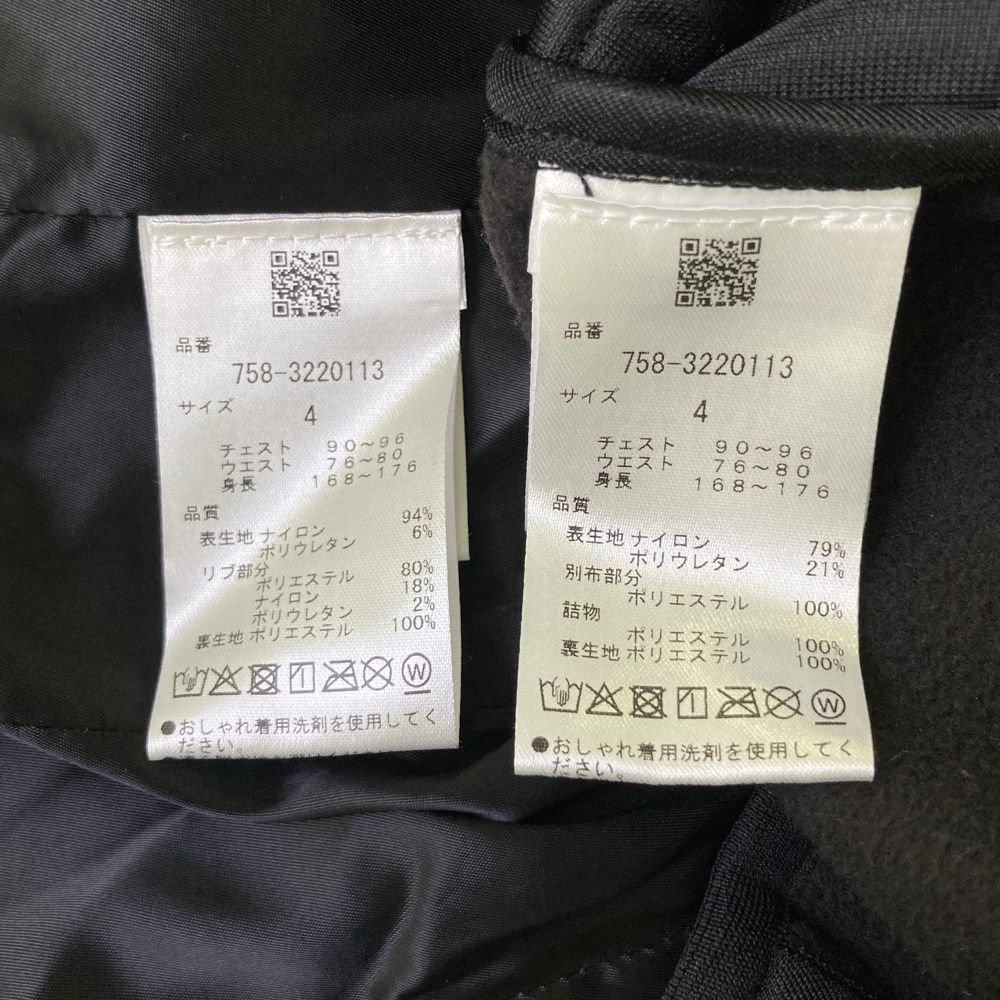 品番
758-3220113
サイズ
4
チェスト 90～96
ウエスト 76～80
身長 168～176
品質
表生地 ナイロン 94%
ポリウレタン 6%
リブ部分
ポリエステル 80%
ナイロン 18%
ポリウレタン 2%
裏生地 ポリエステル 100%
W
●おしゃれ着用洗剤を使用してく
ださい。
品番
758-3220113
サイズ
4
チェスト 90～96
ウエスト 76～80
身長 168～176
品質
表生地 ナイロン 79%
ポリウレタン 21%
別布部分
ポリエステル 100%
詰物
ポリエステル 100%
裏生地 ポリエステル 100%
W
●おしゃれ着用洗剤を使用してく
ださい。